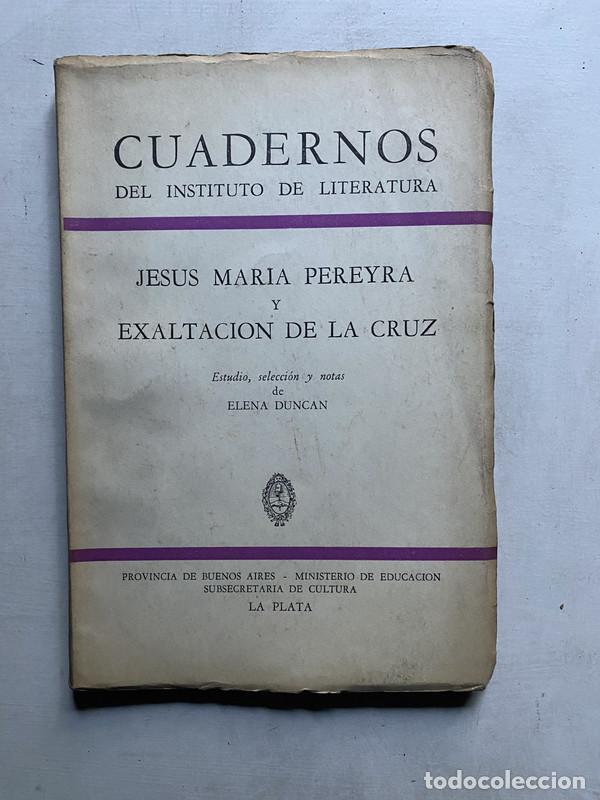 CUADERNOS
DEL INSTITUTO DE LITERATURA
JESUS MARIA PEREYRA
Y
EXALTACION DE LA CRUZ
Estudio, selección y notas
de
ELENA DUNCAN
PROVINCIA DE BUENOS AIRES - MINISTERIO DE EDUCACION
SUBSECRETARIA DE CULTURA
LA PLATA
todocoleccion